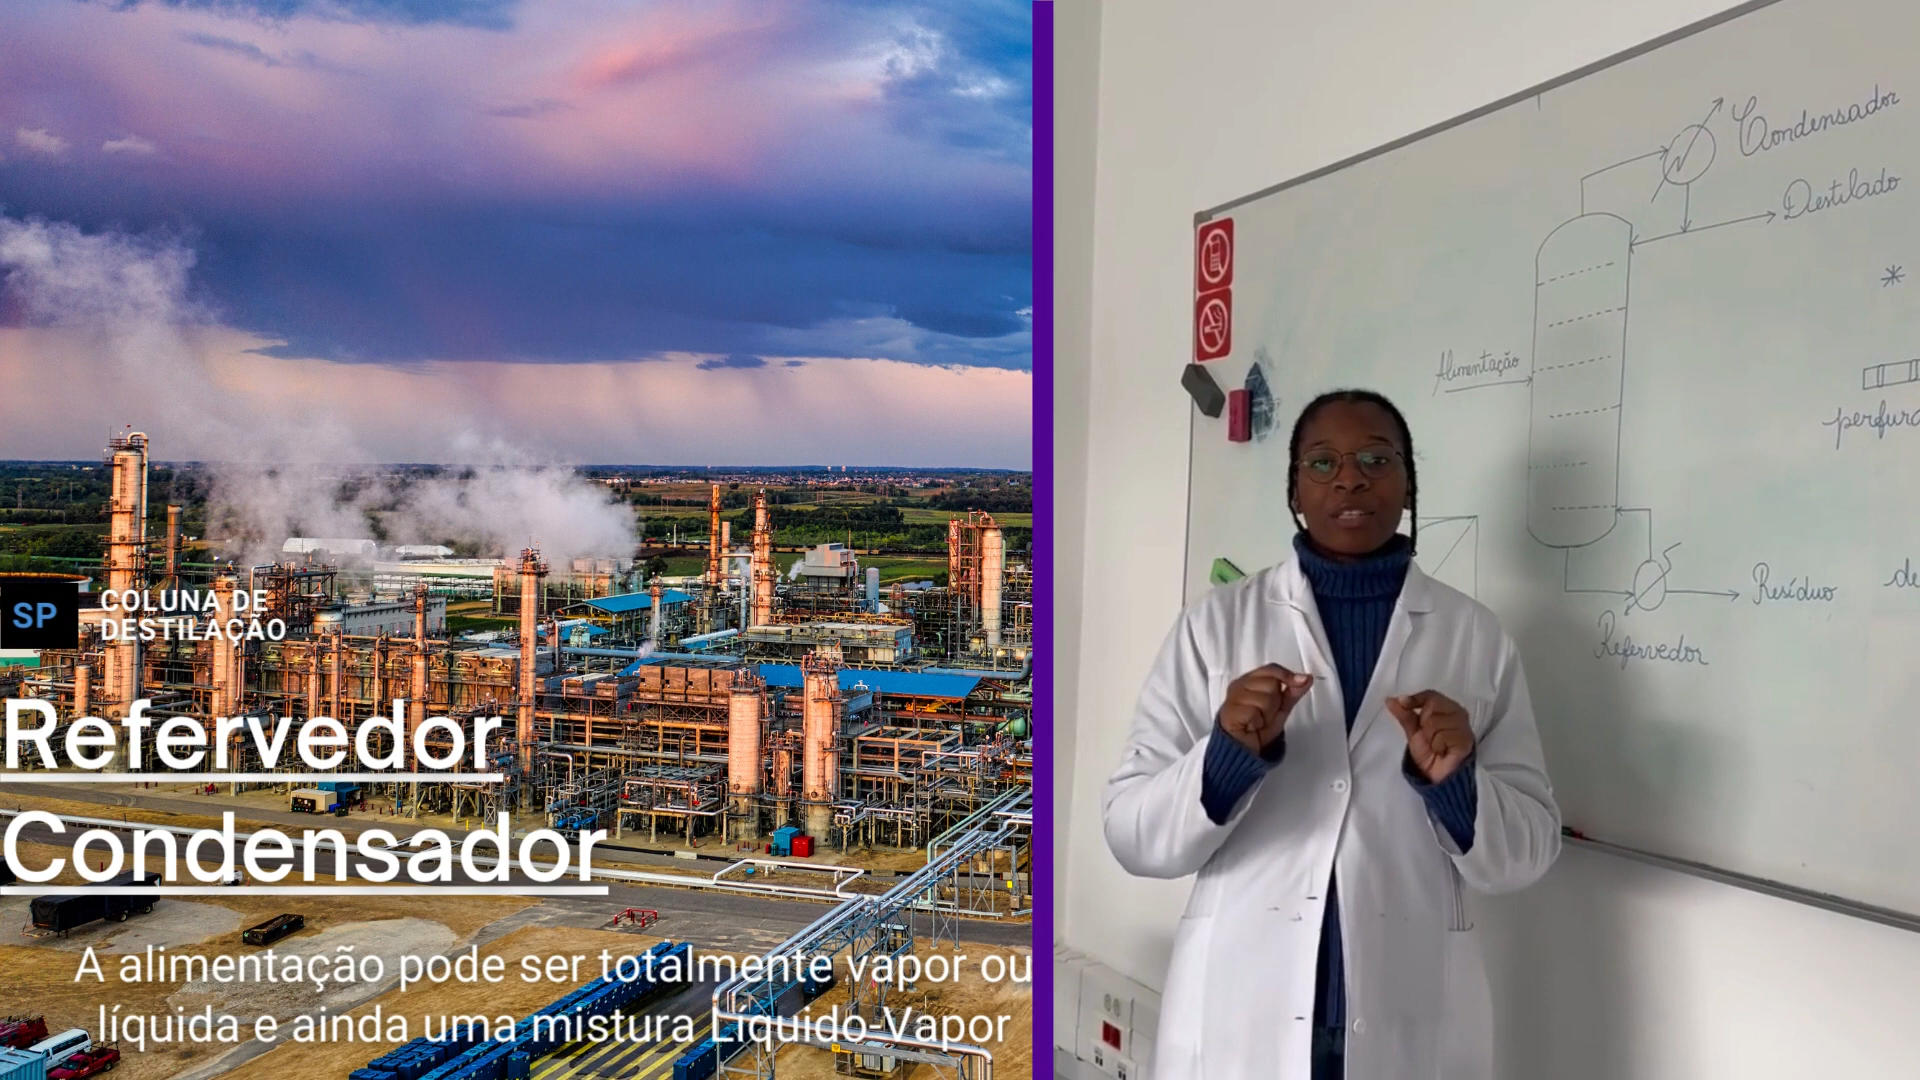 SP
COLUNA DE
DESTILAÇÃO
Refervedor
Condensador
A alimentação pode ser totalmente vapor ou
líquida e ainda uma mistura Líquido-Vapor
Condensador
Destilado
*
Alimentação
Resíduo
Refervedor